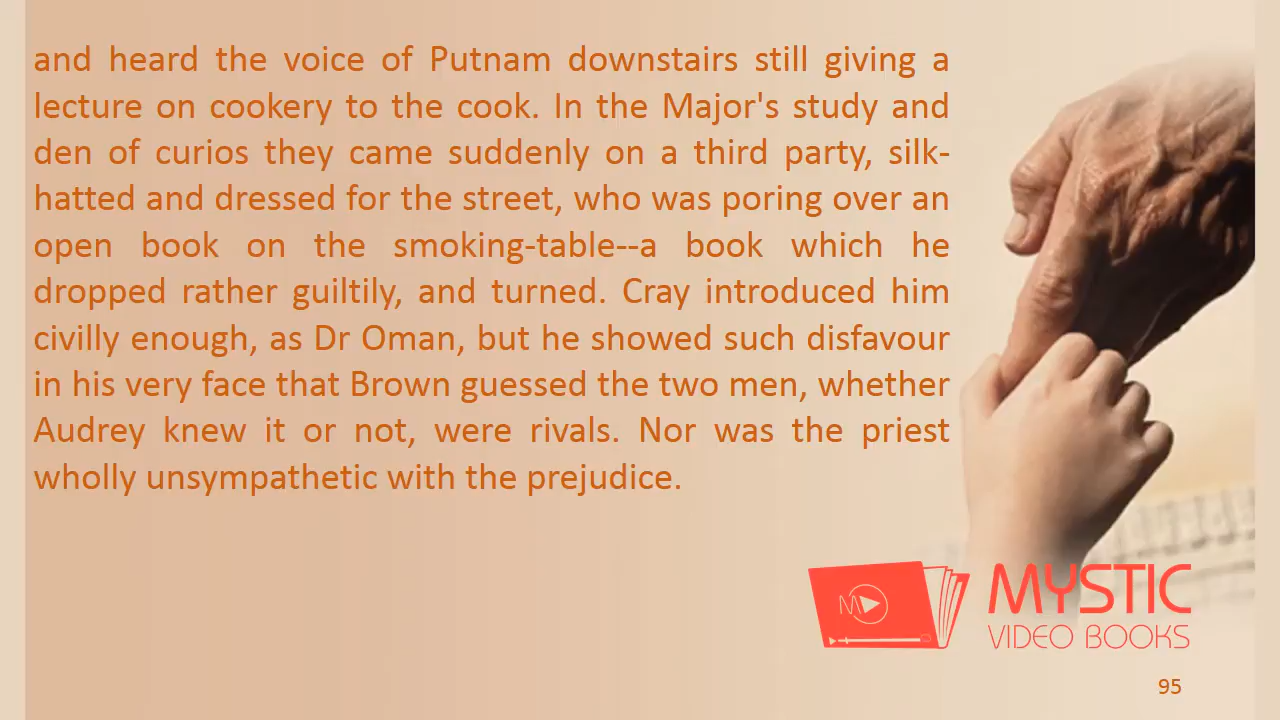 and heard the voice of Putnam downstairs still giving a
lecture on cookery to the cook. In the Major's study and
den of curios they came suddenly on a third party, silk-
hatted and dressed for the street, who was poring over an
open book on the smoking-table--a book which he
dropped rather guiltily, and turned. Cray introduced him
civilly enough, as Dr Oman, but he showed such disfavour
in his very face that Brown guessed the two men, whether
Audrey knew it or not, were rivals. Nor was the priest
wholly unsympathetic with the prejudice.
M
MYSTIC
VIDEO BOOKS
95